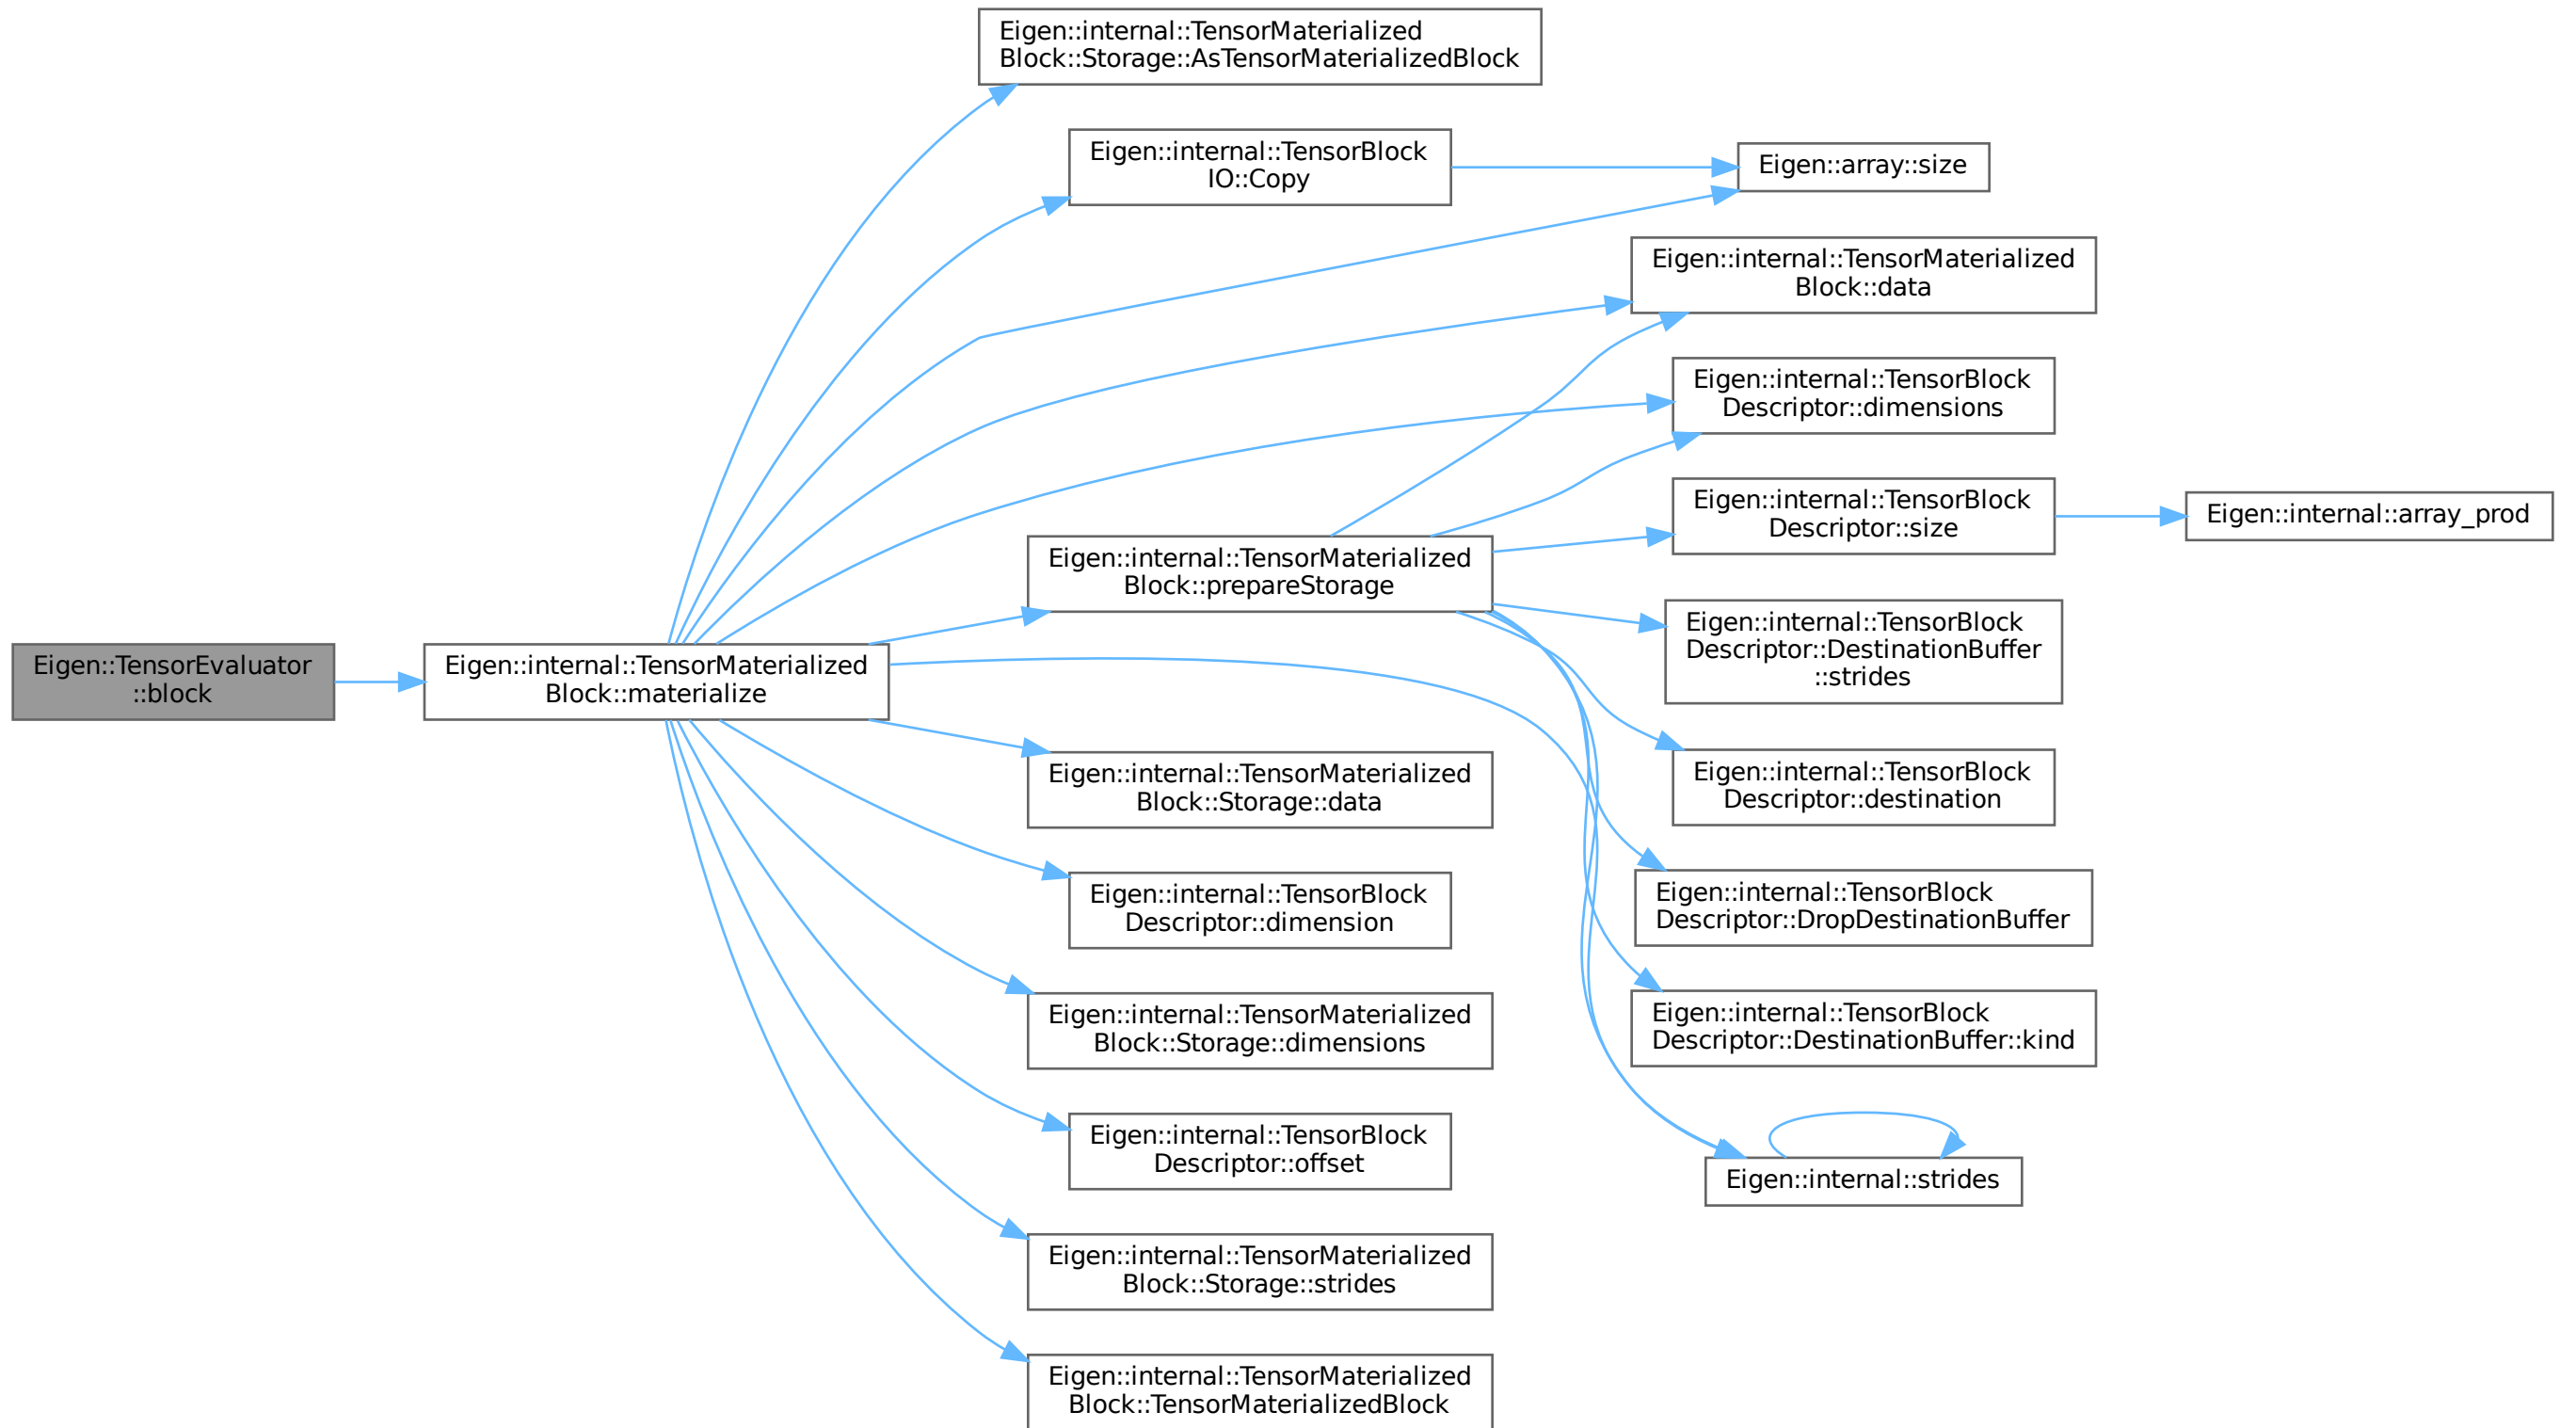 Eigen::TensorEvaluator
::block
Eigen::internal::TensorMaterialized
Block::materialize
Eigen::internal::TensorMaterialized
Block::Storage::AsTensorMaterializedBlock
Eigen::internal::TensorBlock
IO::Copy
Eigen::internal::TensorMaterialized
Block::prepareStorage
Eigen::internal::TensorMaterialized
Block::Storage::data
Eigen::internal::TensorBlock
Descriptor::dimension
Eigen::internal::TensorMaterialized
Block::Storage::dimensions
Eigen::internal::TensorBlock
Descriptor::offset
Eigen::internal::TensorMaterialized
Block::Storage::strides
Eigen::internal::TensorMaterialized
Block::TensorMaterializedBlock
Eigen::array::size
Eigen::internal::TensorMaterialized
Block::data
Eigen::internal::TensorBlock
Descriptor::dimensions
Eigen::internal::TensorBlock
Descriptor::size
Eigen::internal::TensorBlock
Descriptor::DestinationBuffer
::strides
Eigen::internal::TensorBlock
Descriptor::destination
Eigen::internal::TensorBlock
Descriptor::DropDestinationBuffer
Eigen::internal::TensorBlock
Descriptor::DestinationBuffer::kind
Eigen::internal::strides
Eigen::internal::array_prod